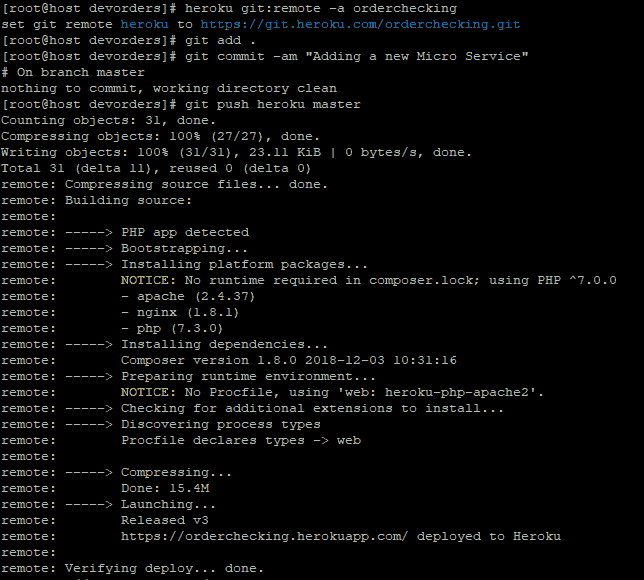 [root@host devorders]# heroku git:remote -a orderchecking
set git remote heroku to https://git.heroku.com/orderchecking.git
[root@host devorders]# git add .
[root@host devorders]# git commit -am "Adding a new Micro Service"
# On branch master
nothing to commit, working directory clean
[root@host devorders]# git push heroku master
Counting objects: 31, done.
Compressing objects: 100% (27/27), done.
Writing objects: 100% (31/31), 23.11 KiB | 0 bytes/s, done.
Total 31 (delta 11), reused 0 (delta 0)
remote: Compressing source files... done.
remote: Building source:
remote:
remote: -----> PHP app detected
remote: -----> Bootstrapping...
remote: -----> Installing platform packages...
remote:        NOTICE: No runtime required in composer.lock; using PHP ^7.0.0
remote:        - apache (2.4.37)
remote:        - nginx (1.8.1)
remote:        - php (7.3.0)
remote: -----> Installing dependencies...
remote:        Composer version 1.8.0 2018-12-03 10:31:16
remote: -----> Preparing runtime environment...
remote:        NOTICE: No Procfile, using 'web: heroku-php-apache2'.
remote: -----> Checking for additional extensions to install...
remote: -----> Discovering process types
remote:        Procfile declares types -> web
remote:
remote: -----> Compressing...
remote:        Done: 15.4M
remote: -----> Launching...
remote:        Released v3
remote:        https://orderchecking.herokuapp.com/ deployed to Heroku
remote:
remote: Verifying deploy... done.